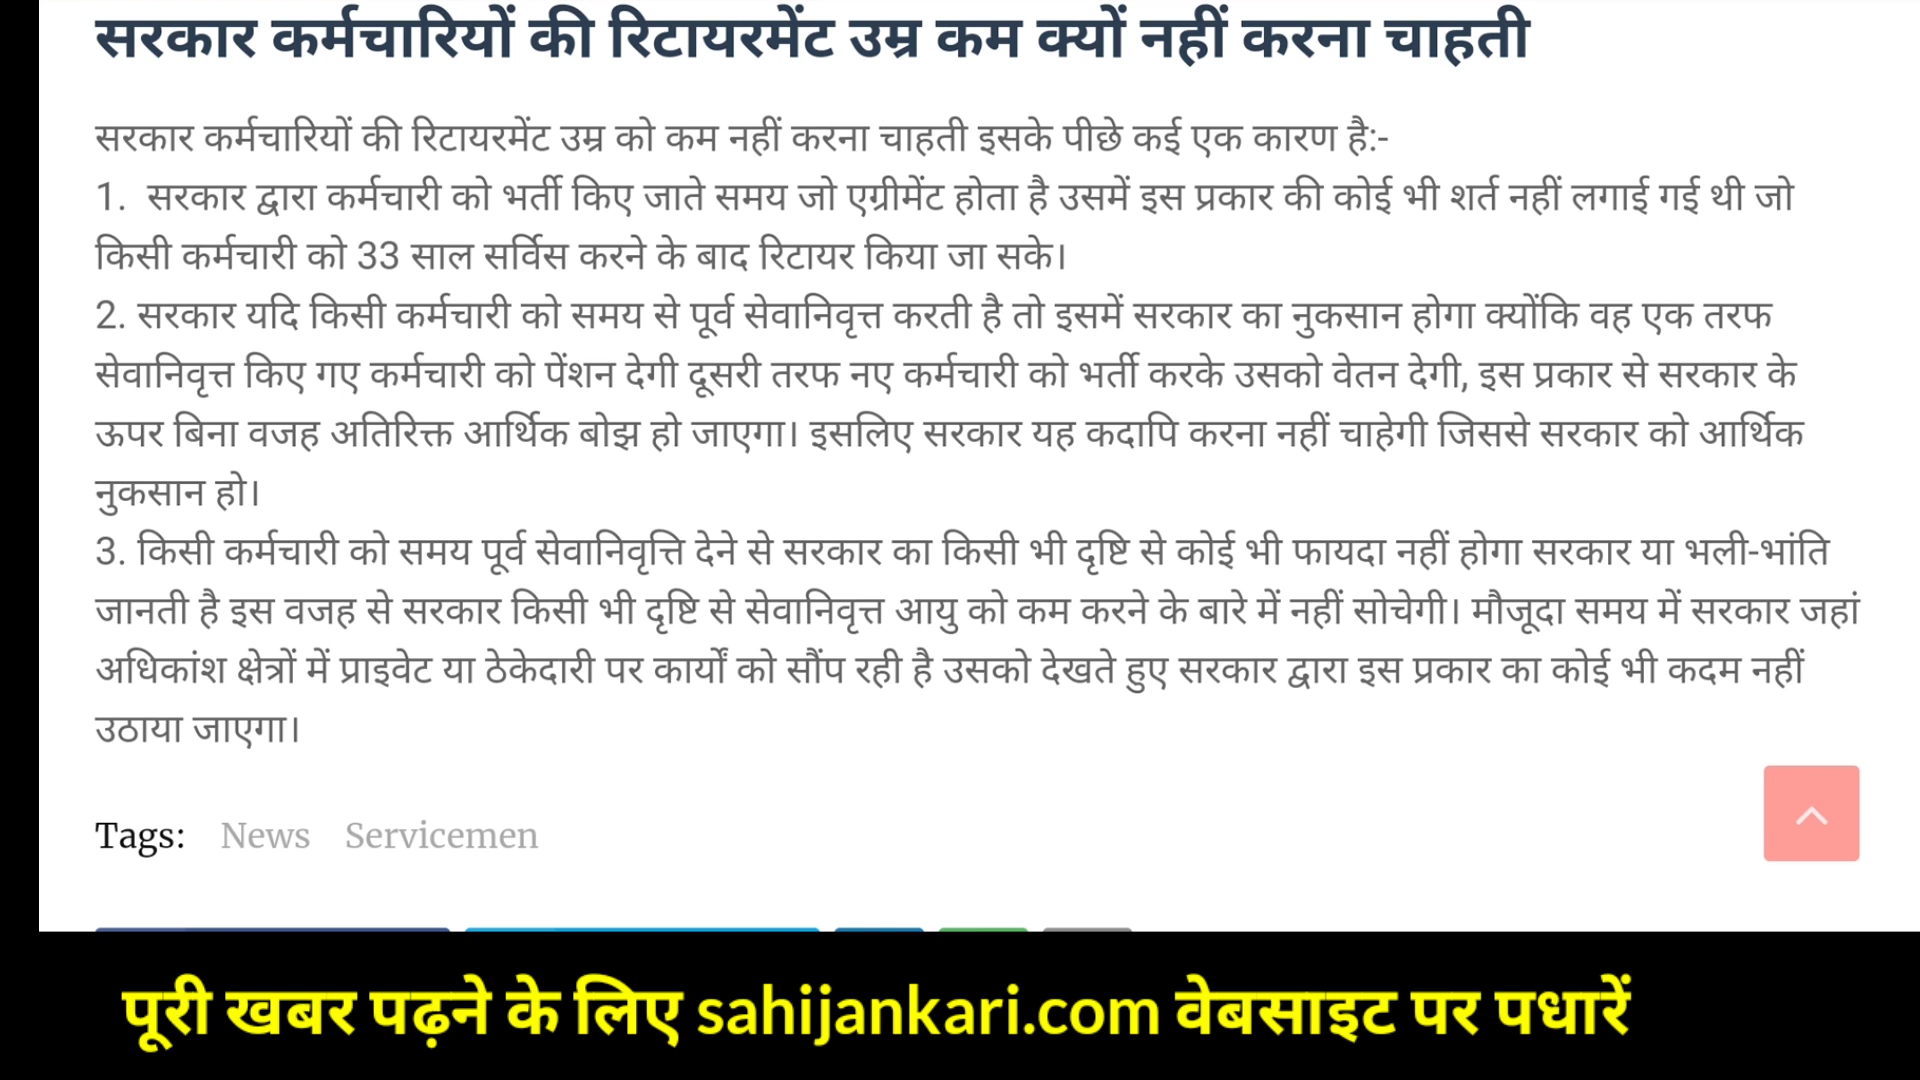 सरकार कर्मचारियों की रिटायरमेंट उम्र कम क्यों नहीं करना चाहती
सरकार कर्मचारियों की रिटायरमेंट उम्र को कम नहीं करना चाहती इसके पीछे कई एक कारण है:-
1. सरकार द्वारा कर्मचारी को भर्ती किए जाते समय जो एग्रीमेंट होता है उसमें इस प्रकार की कोई भी शर्त नहीं लगाई गई थी जो
किसी कर्मचारी को 33 साल सर्विस करने के बाद रिटायर किया जा सके।
2. सरकार यदि किसी कर्मचारी को समय से पूर्व सेवानिवृत्त करती है तो इसमें सरकार का नुकसान होगा क्योंकि वह एक तरफ
सेवानिवृत्त किए गए कर्मचारी को पेंशन देगी दूसरी तरफ नए कर्मचारी को भर्ती करके उसको वेतन देगी, इस प्रकार से सरकार के
ऊपर बिना वजह अतिरिक्त आर्थिक बोझ हो जाएगा। इसलिए सरकार यह कदापि करना नहीं चाहेगी जिससे सरकार को आर्थिक
नुकसान हो।
3. किसी कर्मचारी को समय पूर्व सेवानिवृत्ति देने से सरकार का किसी भी दृष्टि से कोई भी फायदा नहीं होगा सरकार या भली-भांति
जानती है इस वजह से सरकार किसी भी दृष्टि से सेवानिवृत्त आयु को कम करने के बारे में नहीं सोचेगी। मौजूदा समय में सरकार जहां
अधिकांश क्षेत्रों में प्राइवेट या ठेकेदारी पर कार्यों को सौंप रही है उसको देखते हुए सरकार द्वारा इस प्रकार का कोई भी कदम नहीं
उठाया जाएगा।
Tags: News Servicemen
पूरी खबर पढ़ने के लिए sahijankari.com वेबसाइट पर पधारें